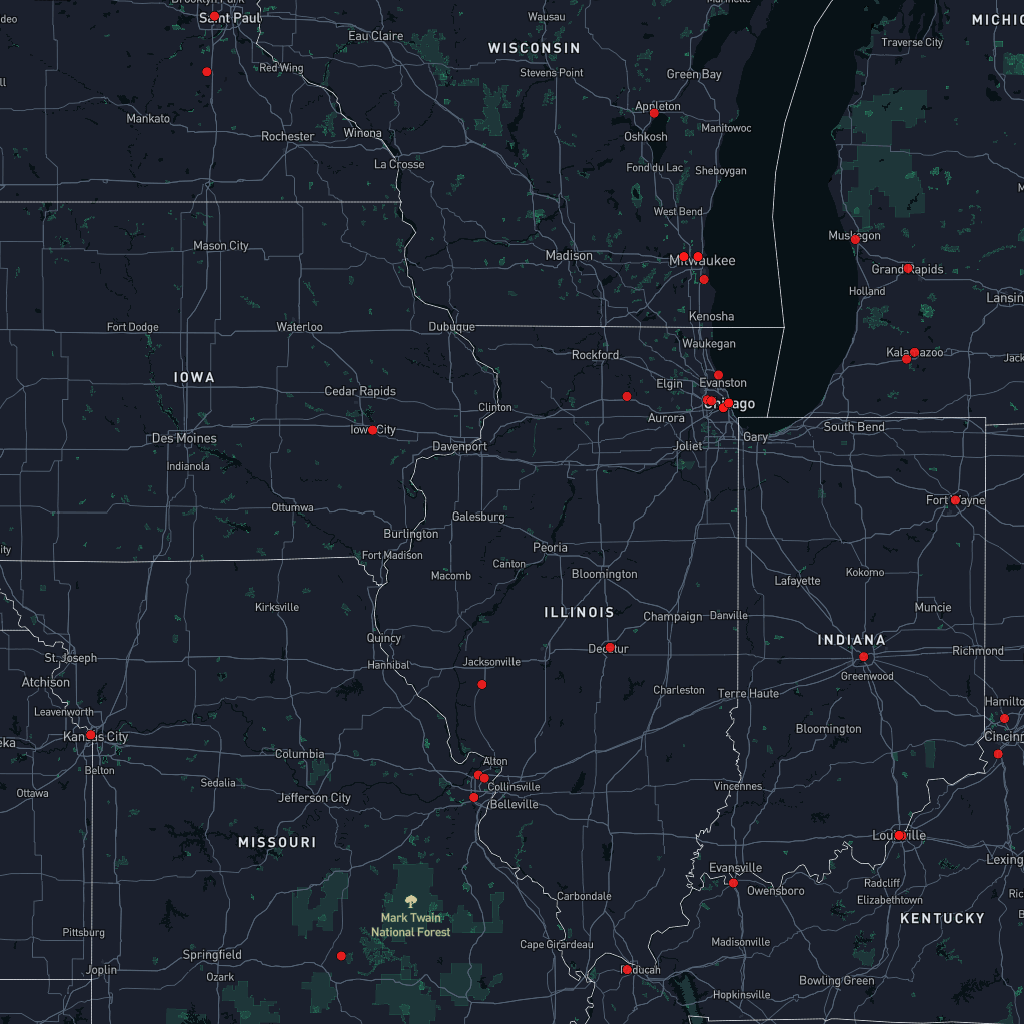 Saint Paul
Wausau
MICHIG
Eau Claire
WISCONSIN
Traverse City
Red Wing
Stevens Point
Green Bay
Appleton
Mankato
Winona
Manitowoc
Rochester
Oshkosh
La Crosse
Fond du Lac
Sheboygan
West Bend
Mason City
Muskegon
Madison
Milwaukee
Grand Rapids
Holland
Lansin
Kenosha
Fort Dodge
Waterloo
Dubuque
Waukegan
Rockford
Kalamazoo
Jack
IOWA
Elgin
Evanston
Cedar Rapids
Clinton
Chicago
Aurora
Iowa City
South Bend
Des Moines
Davenport
Joliet
Gary
Indianola
Fort Wayne
Ottumwa
Galesburg
Burlington
Peoria
Fort Madison
Canton
Macomb
Bloomington
Lafayette
Kokomo
Kirksville
ILLINOIS
Champaign
Danville
Muncie
Quincy
INDIANA
Decatur
Richmond
St. Joseph
Hannibal
Jacksonville
Greenwood
Atchison
Charleston
Terre Haute
Leavenworth
Hamilto
Kansas City
Bloomington
Cincinn
eka
Columbia
Alton
Belton
Sedalia
Collinsville
Vincennes
Ottawa
Jefferson City
Belleville
MISSOURI
Louisville
Lexing
Evansville
Owensboro
Radcliff
Elizabethtown
Carbondale
Mark Twain
National Forest
KENTUCKY
Pittsburg
Springfield
Cape Girardeau
Madisonville
Joplin
Ozark
Paducah
Bowling Green
Hopkinsville